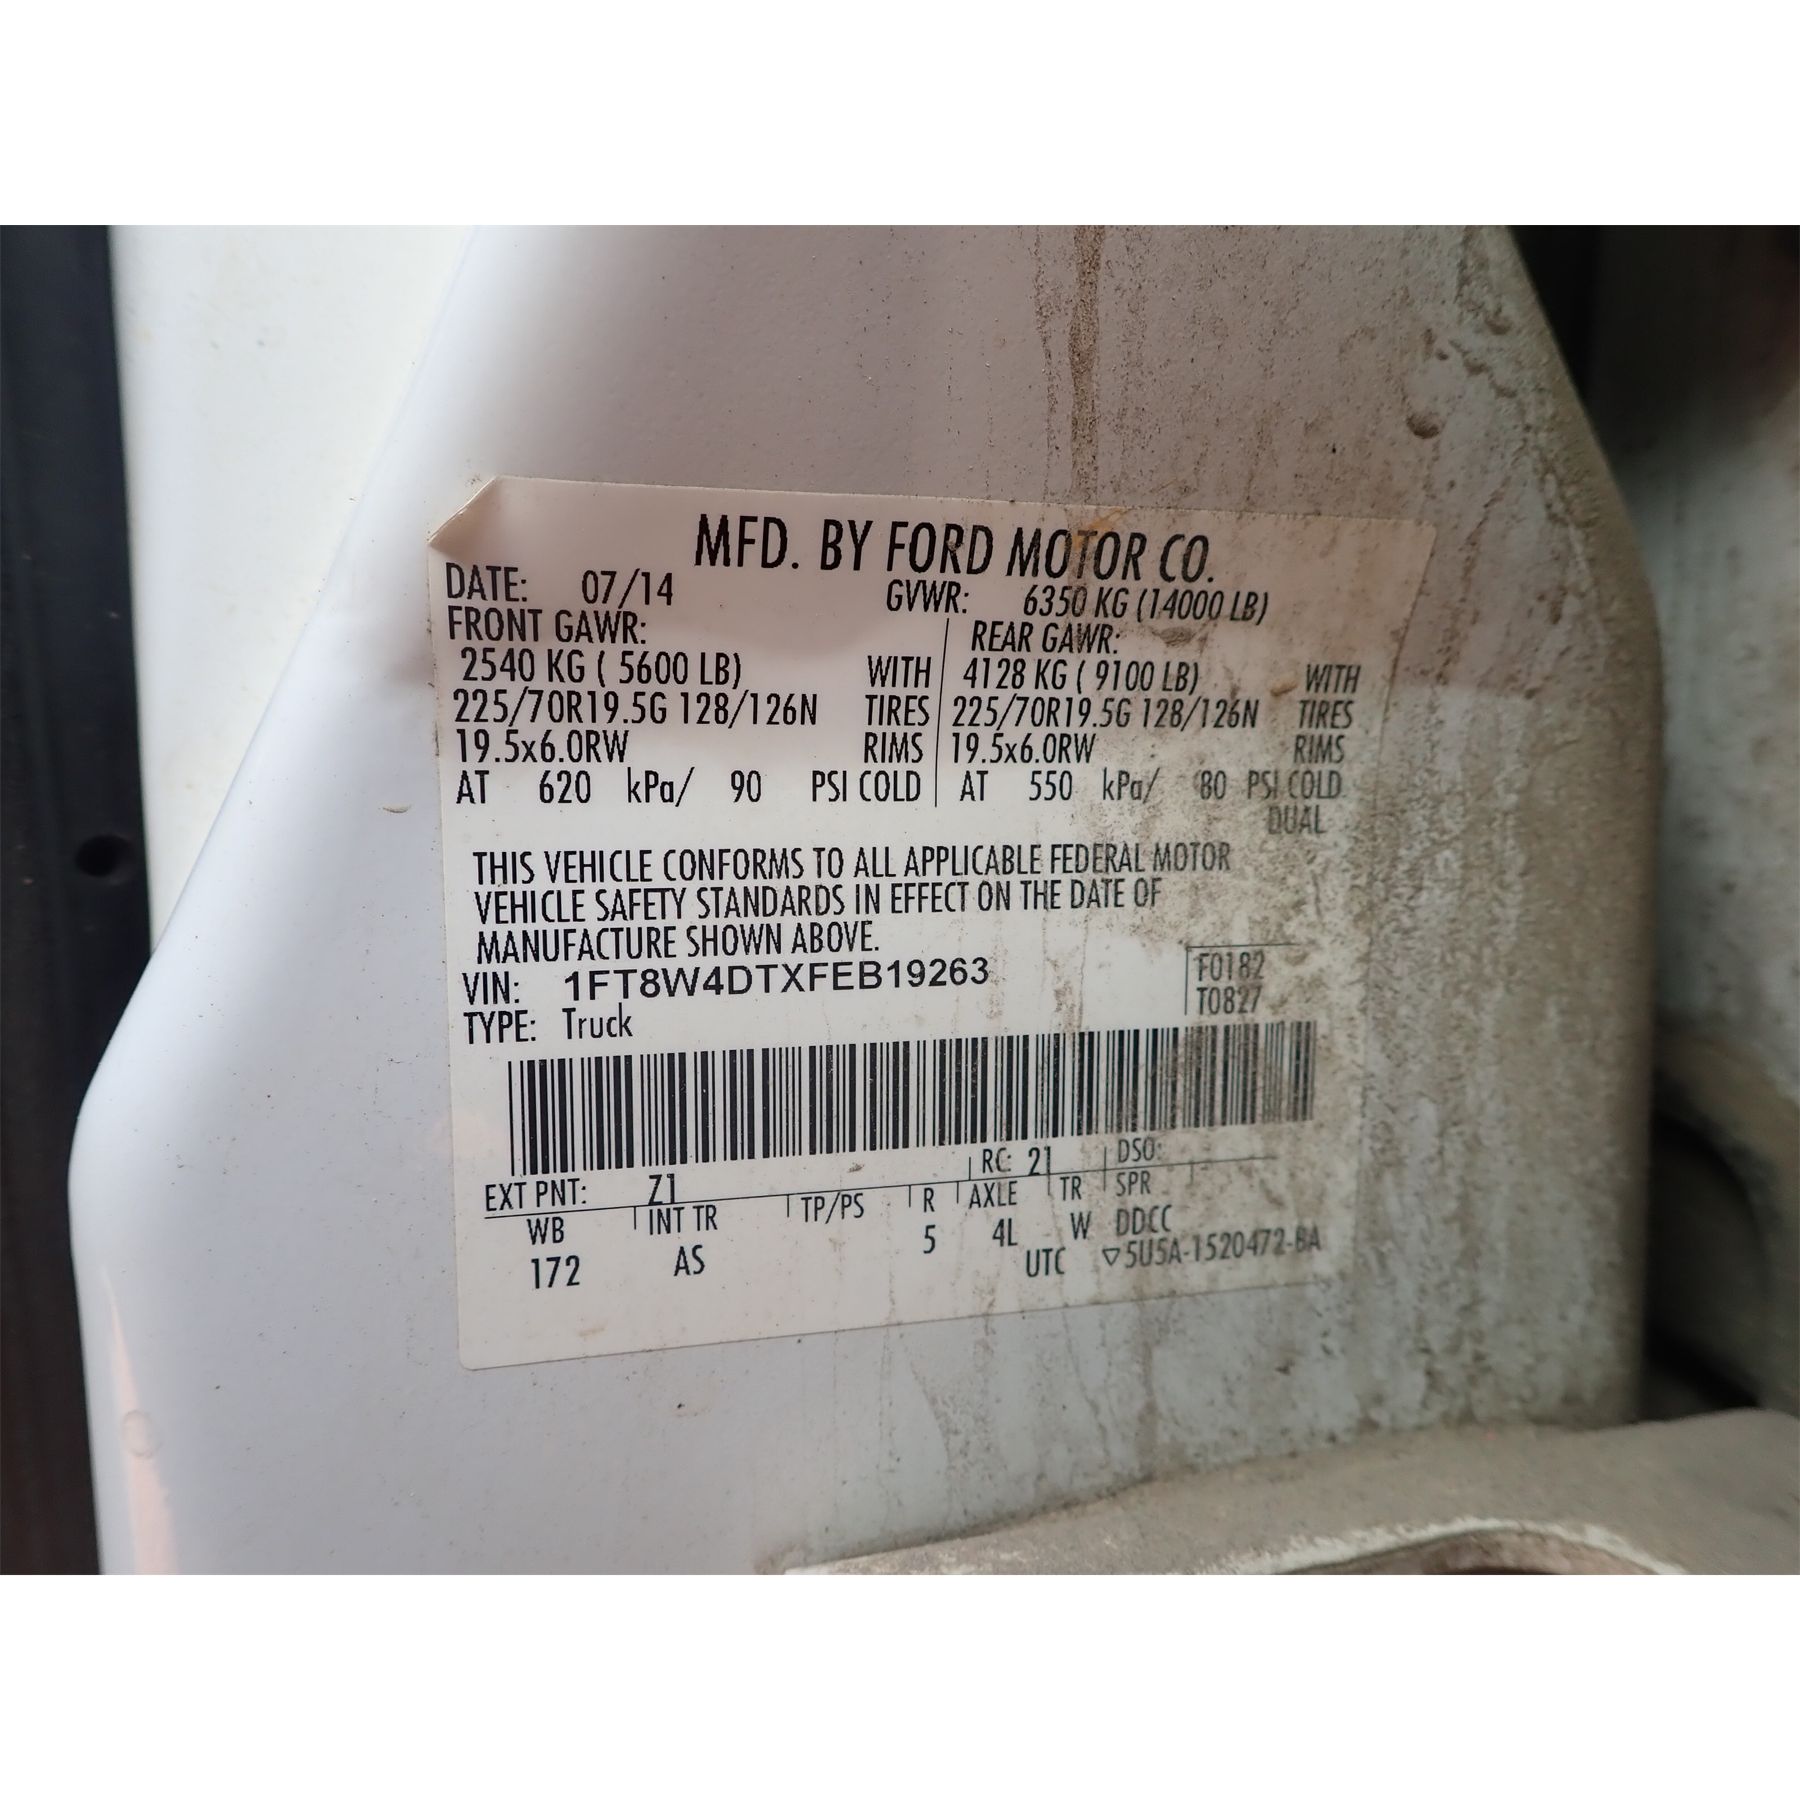 MFD. BY FORD MOTOR CO.
DATE: 07/14 GVWR: 6350 KG (14000 LB)
FRONT GAWR: REAR GAWR:
2540 KG ( 5600 LB) WITH 4128 KG ( 9100 LB) WITH
225/70R19.5G 128/126N TIRES 225/70R19.5G 128/126N TIRES
19.5x6.0RW RIMS 19.5x6.0RW RIMS
AT 620 kPa/ 90 PSI COLD AT 550 kPa/ 80 PSI COLD
DUAL
THIS VEHICLE CONFORMS TO ALL APPLICABLE FEDERAL MOTOR
VEHICLE SAFETY STANDARDS IN EFFECT ON THE DATE OF
MANUFACTURE SHOWN ABOVE.
VIN: 1FT8W4DTXFEB19263 F0182
TYPE: Truck T0827
EXT PNT: Z1 RC: 21 DSO:
WB INT TR TP/PS R AXLE TR SPR
172 AS 5 4L W DDCC
UTC ▽5U5A-1520472-BA